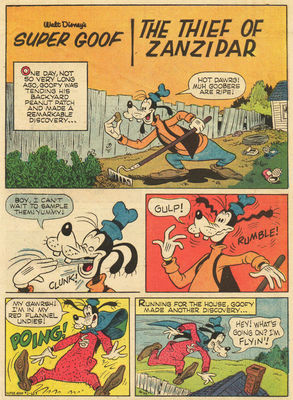 Walt Disney's
SUPER GOOF
THE THIEF OF
ZANZIPAR
ONE DAY, NOT
SO VERY LONG
AGO, GOOFY WAS
TENDING HIS
BACKYARD
PEANUT PATCH
AND MADE A
REMARKABLE
DISCOVERY...
HOT DAWRG!
MUH GOOBERS
ARE RIPE!
BOY, I CAN'T
WAIT TO SAMPLE
THEM! YUMMY!
CLUNK!
GULP!
RUMBLE!
MY GAWRSH!
I'M IN MY
RED FLANNEL
UNDIES!
POING!
RUNNING FOR THE HOUSE, GOOFY
MADE ANOTHER DISCOVERY...
HEY! WHAT'S
GOING ON? I'M
FLYIN'!